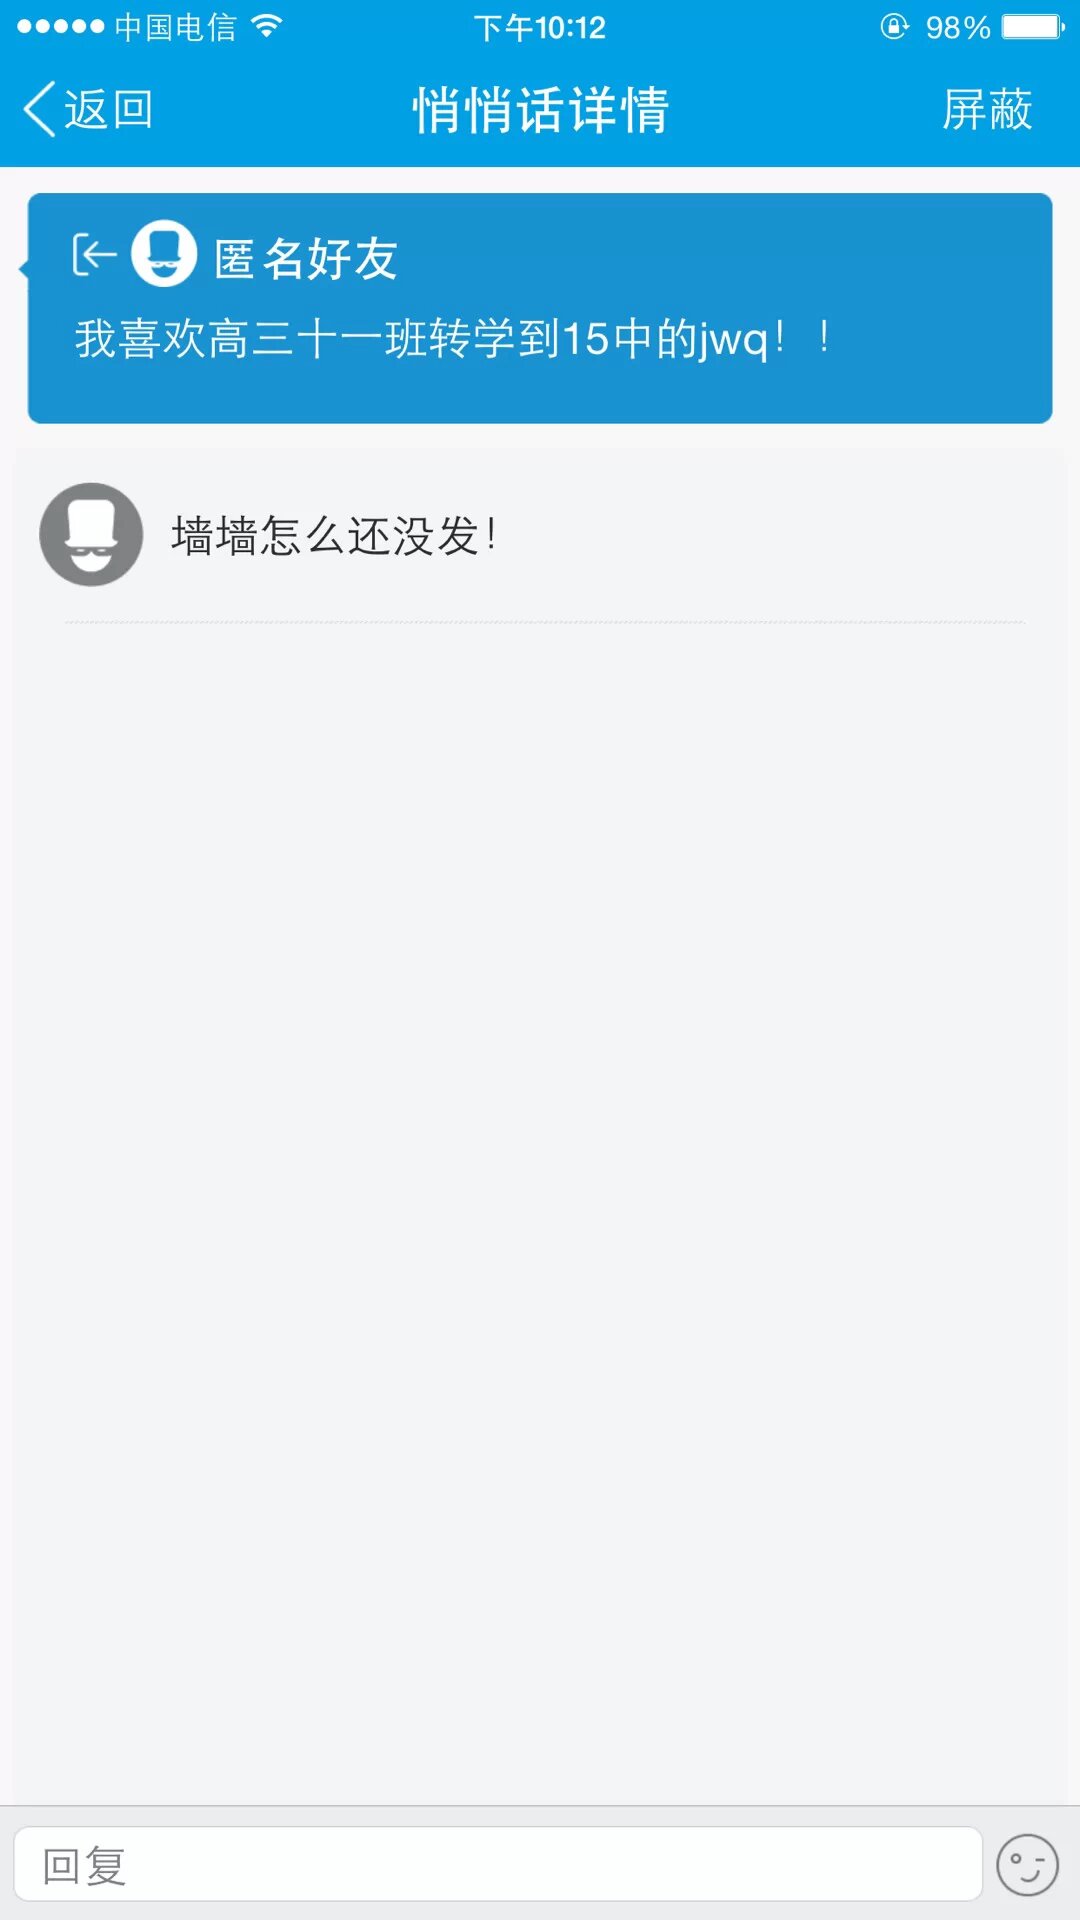 中国电信 下午10:12 98%
返回 悄悄话详情 屏蔽
匿名好友
我喜欢高三十一班转学到15中的jwq！！
墙墙怎么还没发！
回复